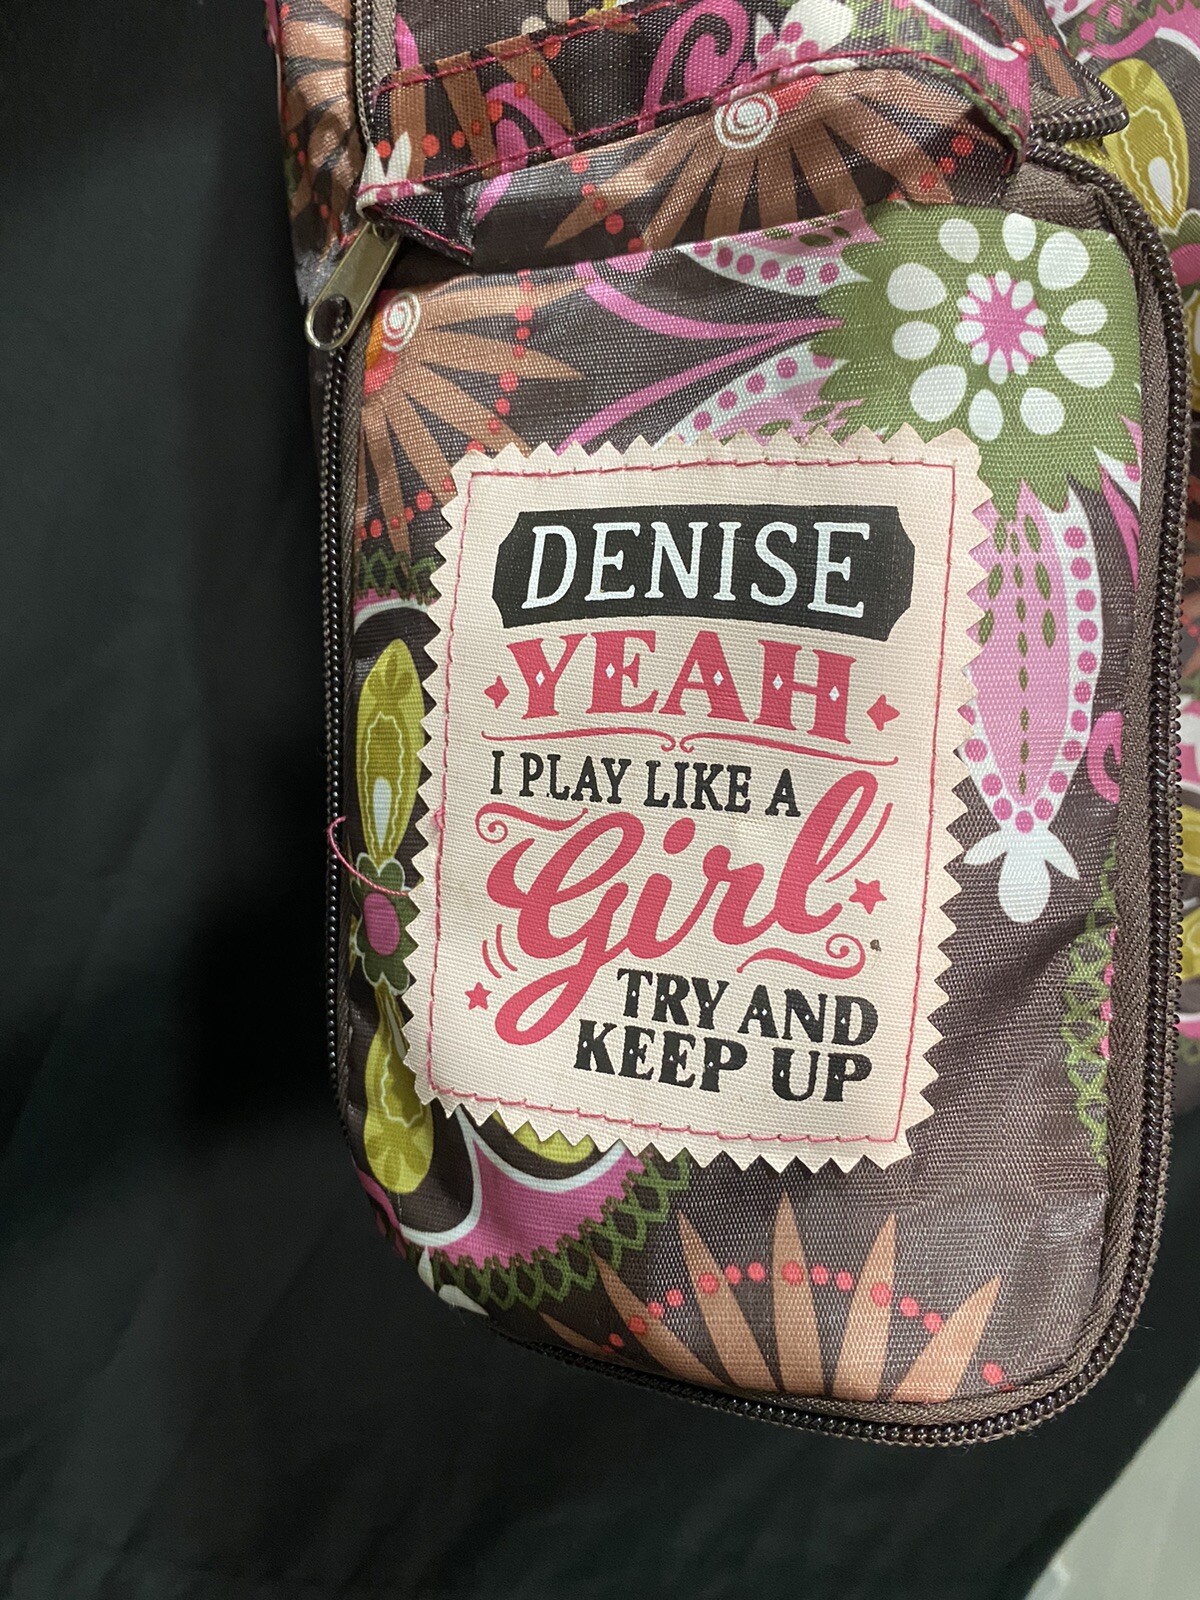 DENISE
YEAH
I PLAY LIKE A
Girl
TRY AND
KEEP UP